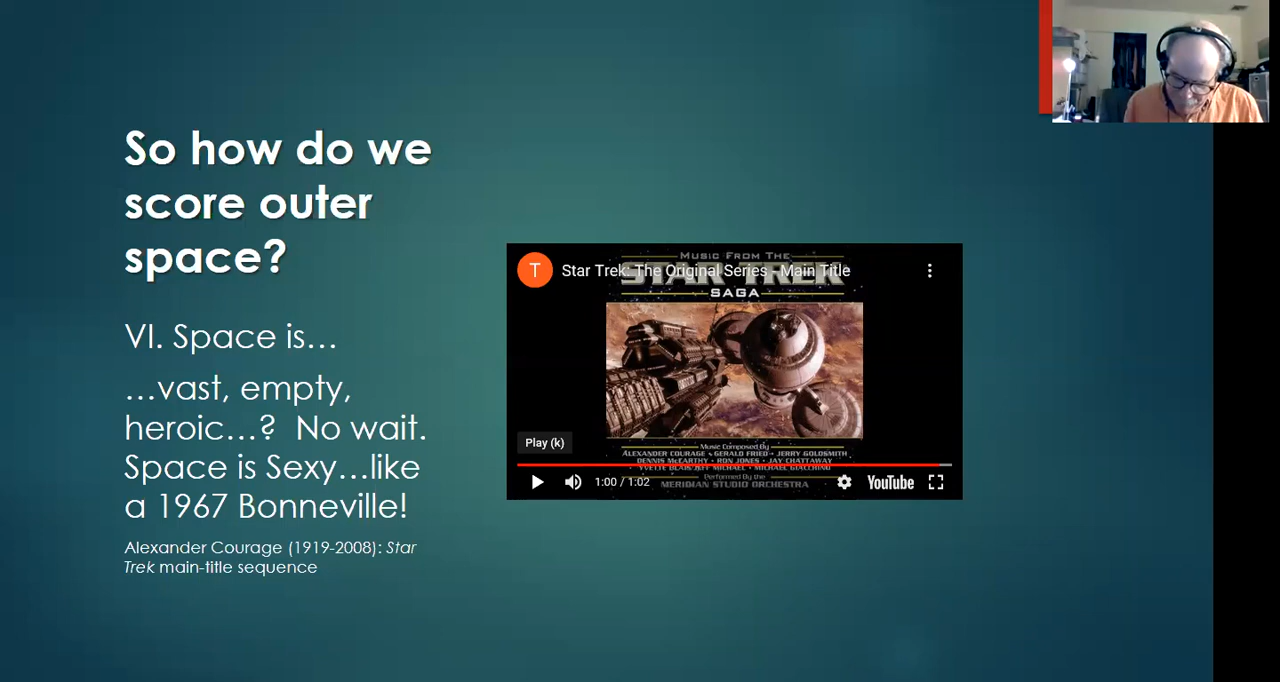 So how do we
score outer
space?
VI. Space is…
…vast, empty,
heroic…?  No wait.
Space is Sexy…like
a 1967 Bonneville!
Alexander Courage (1919-2008): Star
Trek main-title sequence
MUSIC FROM THE
STAR TREK
SAGA
T
Star Trek: The Original Series - Main Title
Play (k)
Music Composed By
ALEXANDER COURAGE • GERALD FRIED • JERRY GOLDSMITH
DENNIS McCARTHY • RON JONES • JAY CHATTAWAY
MICHAEL GIACCHINO
Performed By the
MERIDIAN STUDIO ORCHESTRA
1:00 / 1:02
YouTube